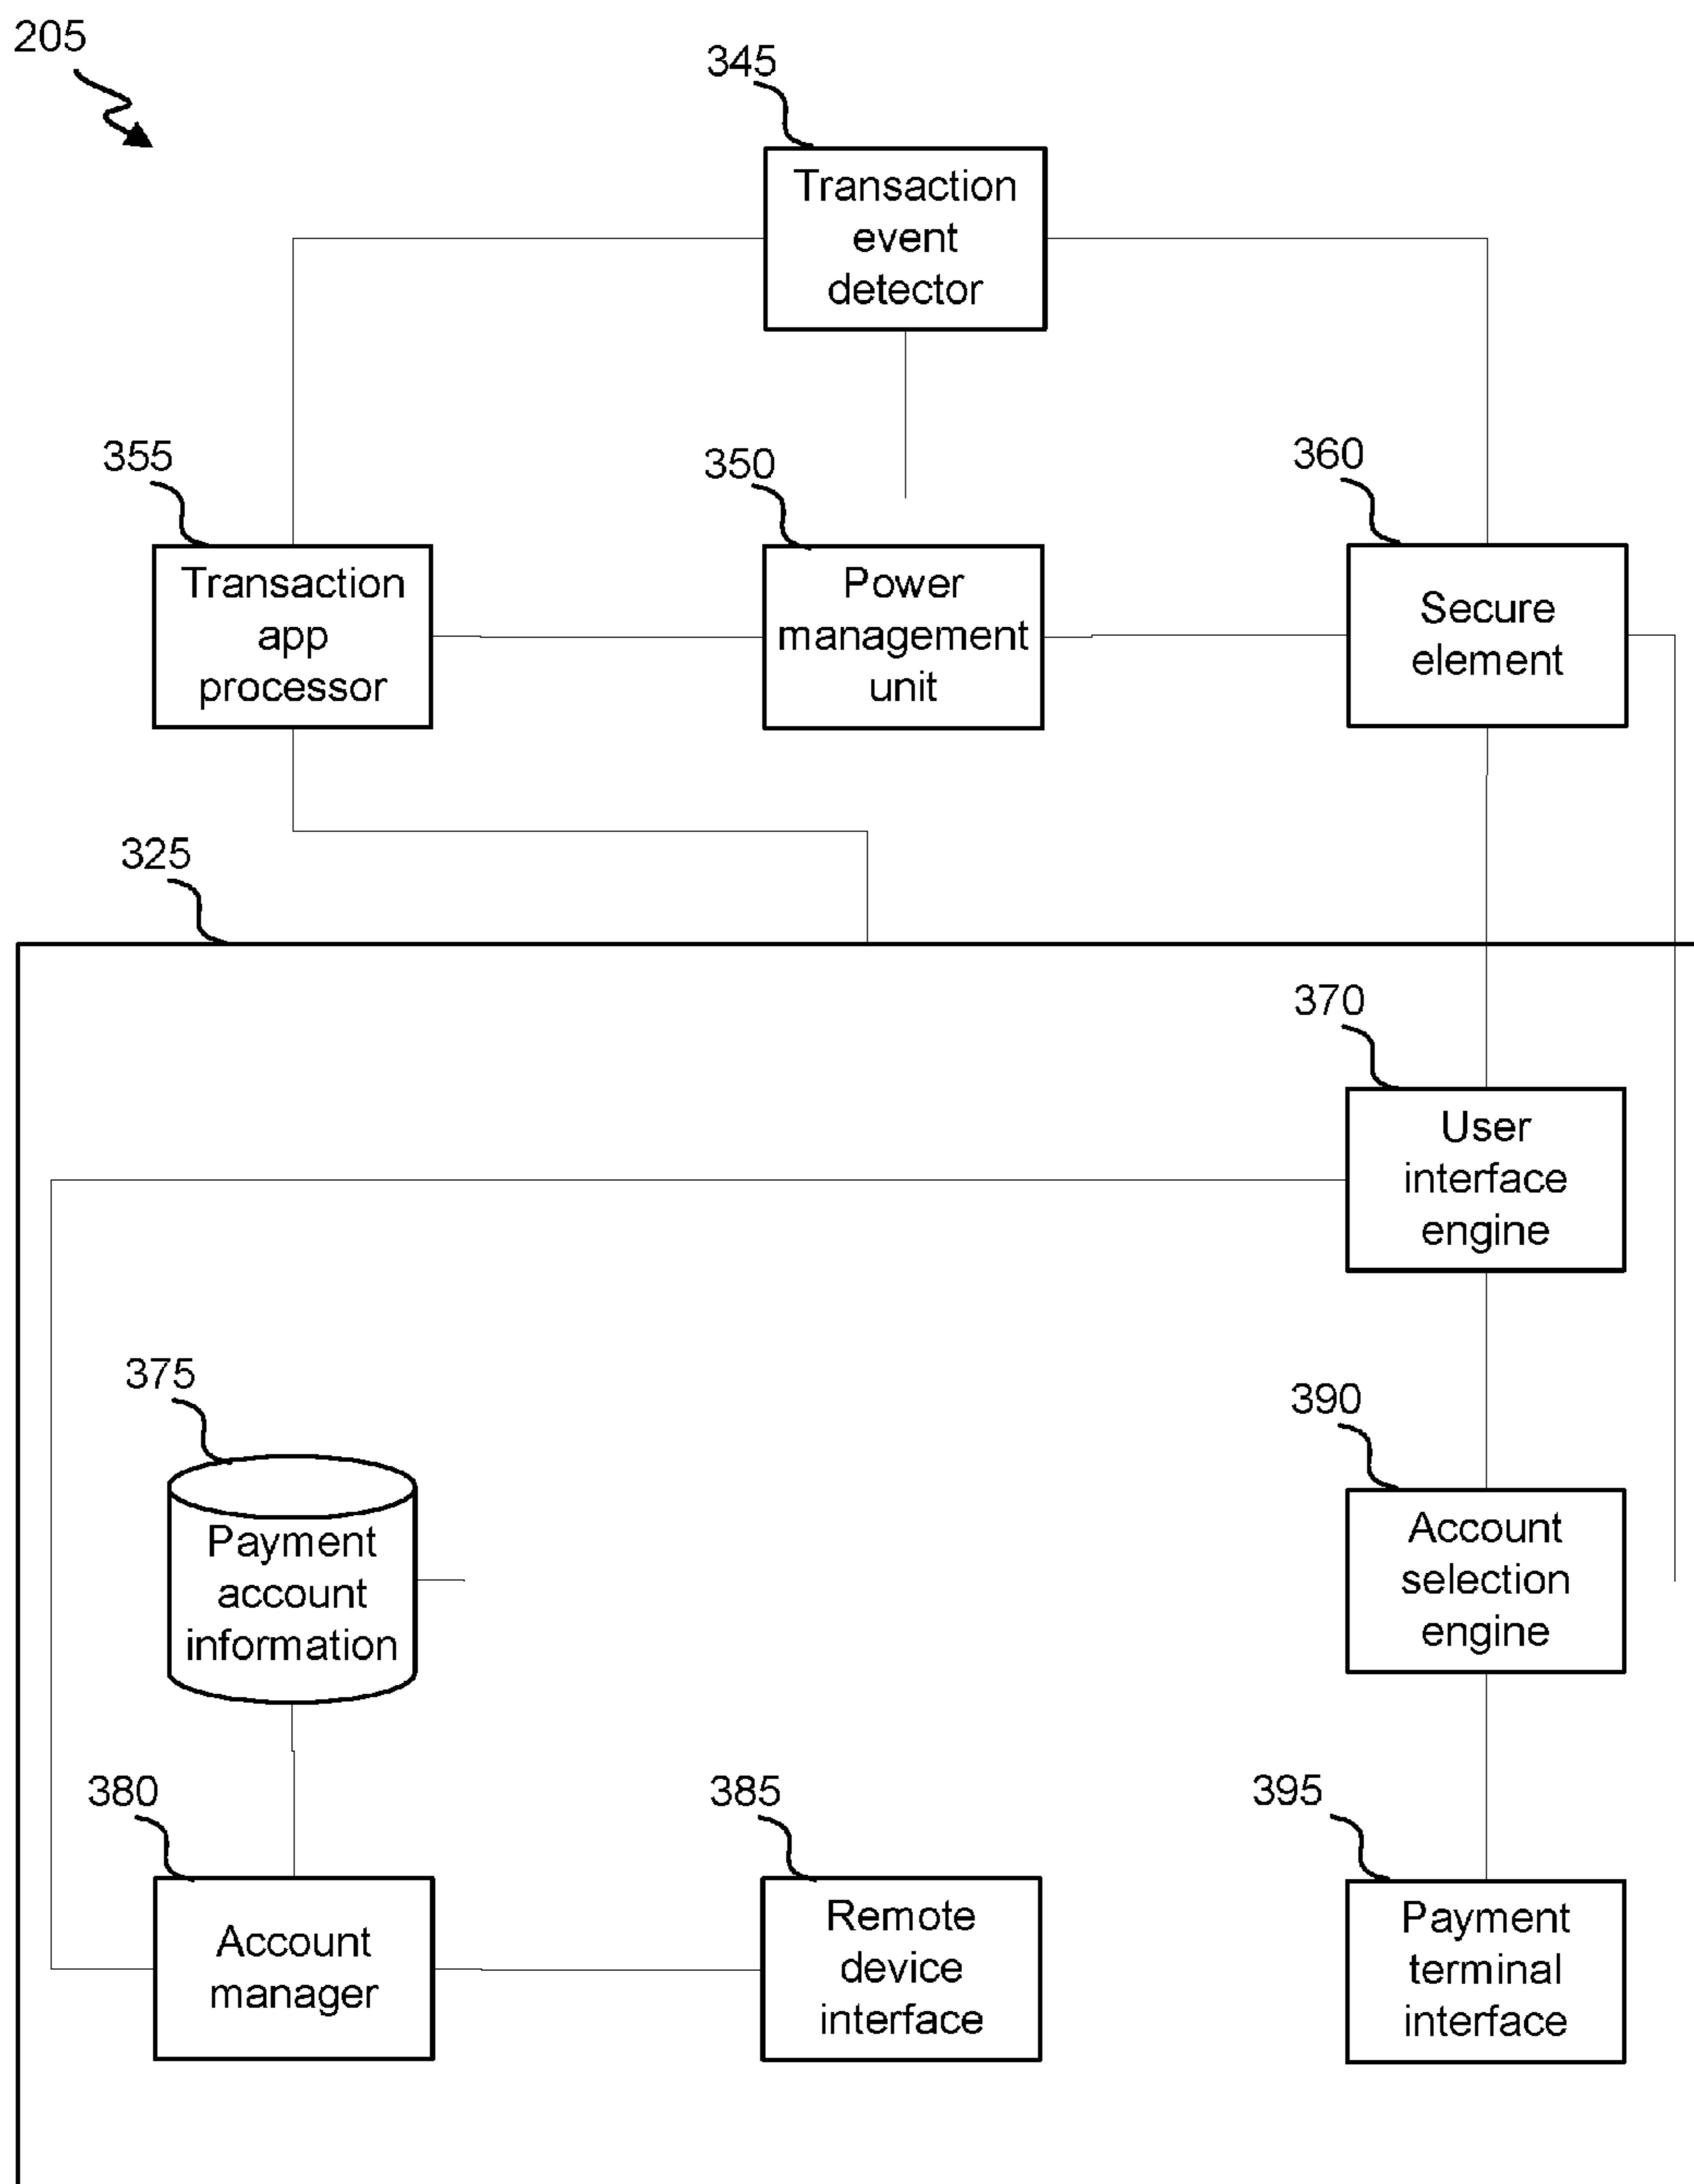 205
345
Transaction
event
detector
355
350
360
Transaction
app
processor
Power
management
unit
Secure
element
325
370
User
interface
engine
375
390
Payment
account
information
Account
selection
engine
380
385
395
Account
manager
Remote
device
interface
Payment
terminal
interface